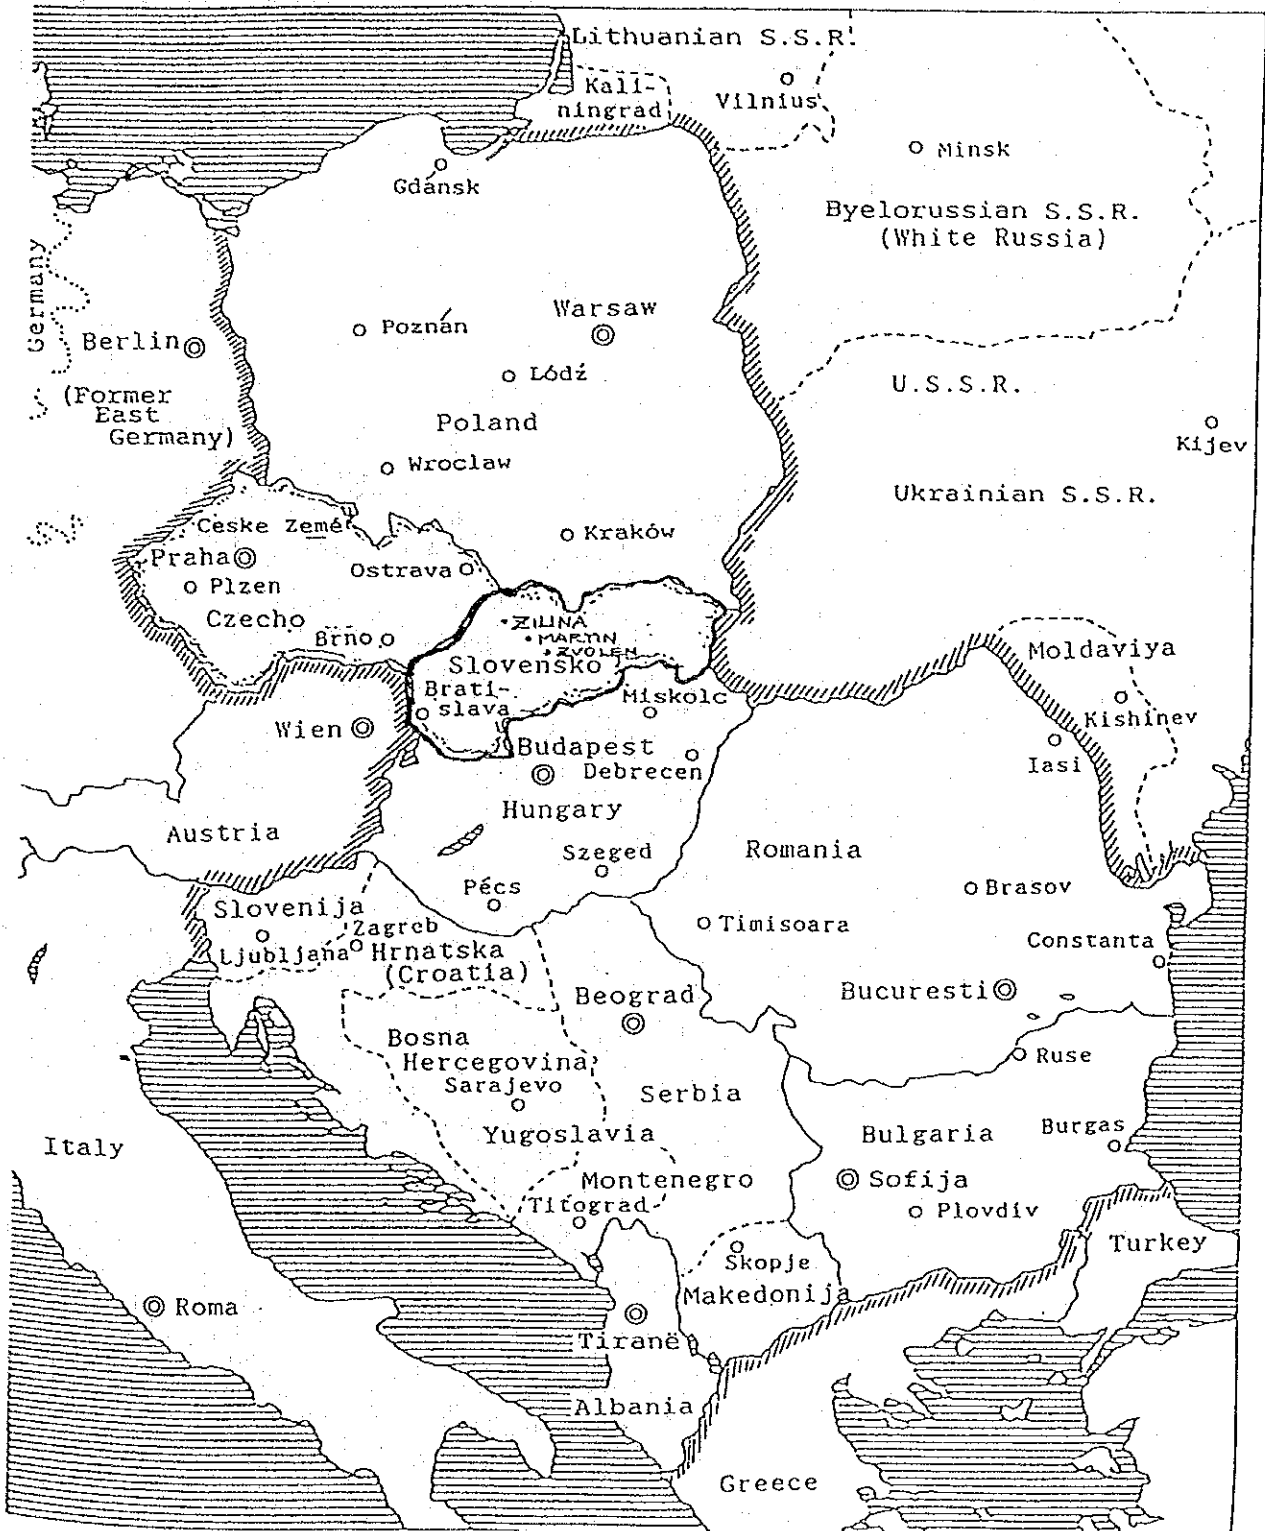 Lithuanian S.S.R.
Kali-
ningrad
Vilnius
Minsk
Gdańsk
Byelorussian S.S.R.
(White Russia)
Germany
Poznań
Warsaw
Berlin
Łódź
U.S.S.R.
(Former
East
Germany)
Poland
Kijev
Wroclaw
Ukrainian S.S.R.
Ceske Zemé
Kraków
Praha
Ostrava
Plzen
Czecho
ZILINA
Brno
MARTIN
ZVOLEN
Slovensko
Moldaviya
Brati-
slava
Miskolc
Kishinev
Wien
Budapest
Debrecen
Iasi
Hungary
Austria
Szeged
Romania
Pécs
Brasov
Slovenija
Zagreb
Timisoara
Ljubljana
Hrnatska
(Croatia)
Constanta
Beograd
Bucuresti
Bosna
Hercegovina
Ruse
Sarajevo
Serbia
Italy
Yugoslavia
Bulgaria
Burgas
Montenegro
Sofija
Titograd
Plovdiv
Turkey
Skopje
Makedonija
Roma
Tiranë
Albania
Greece